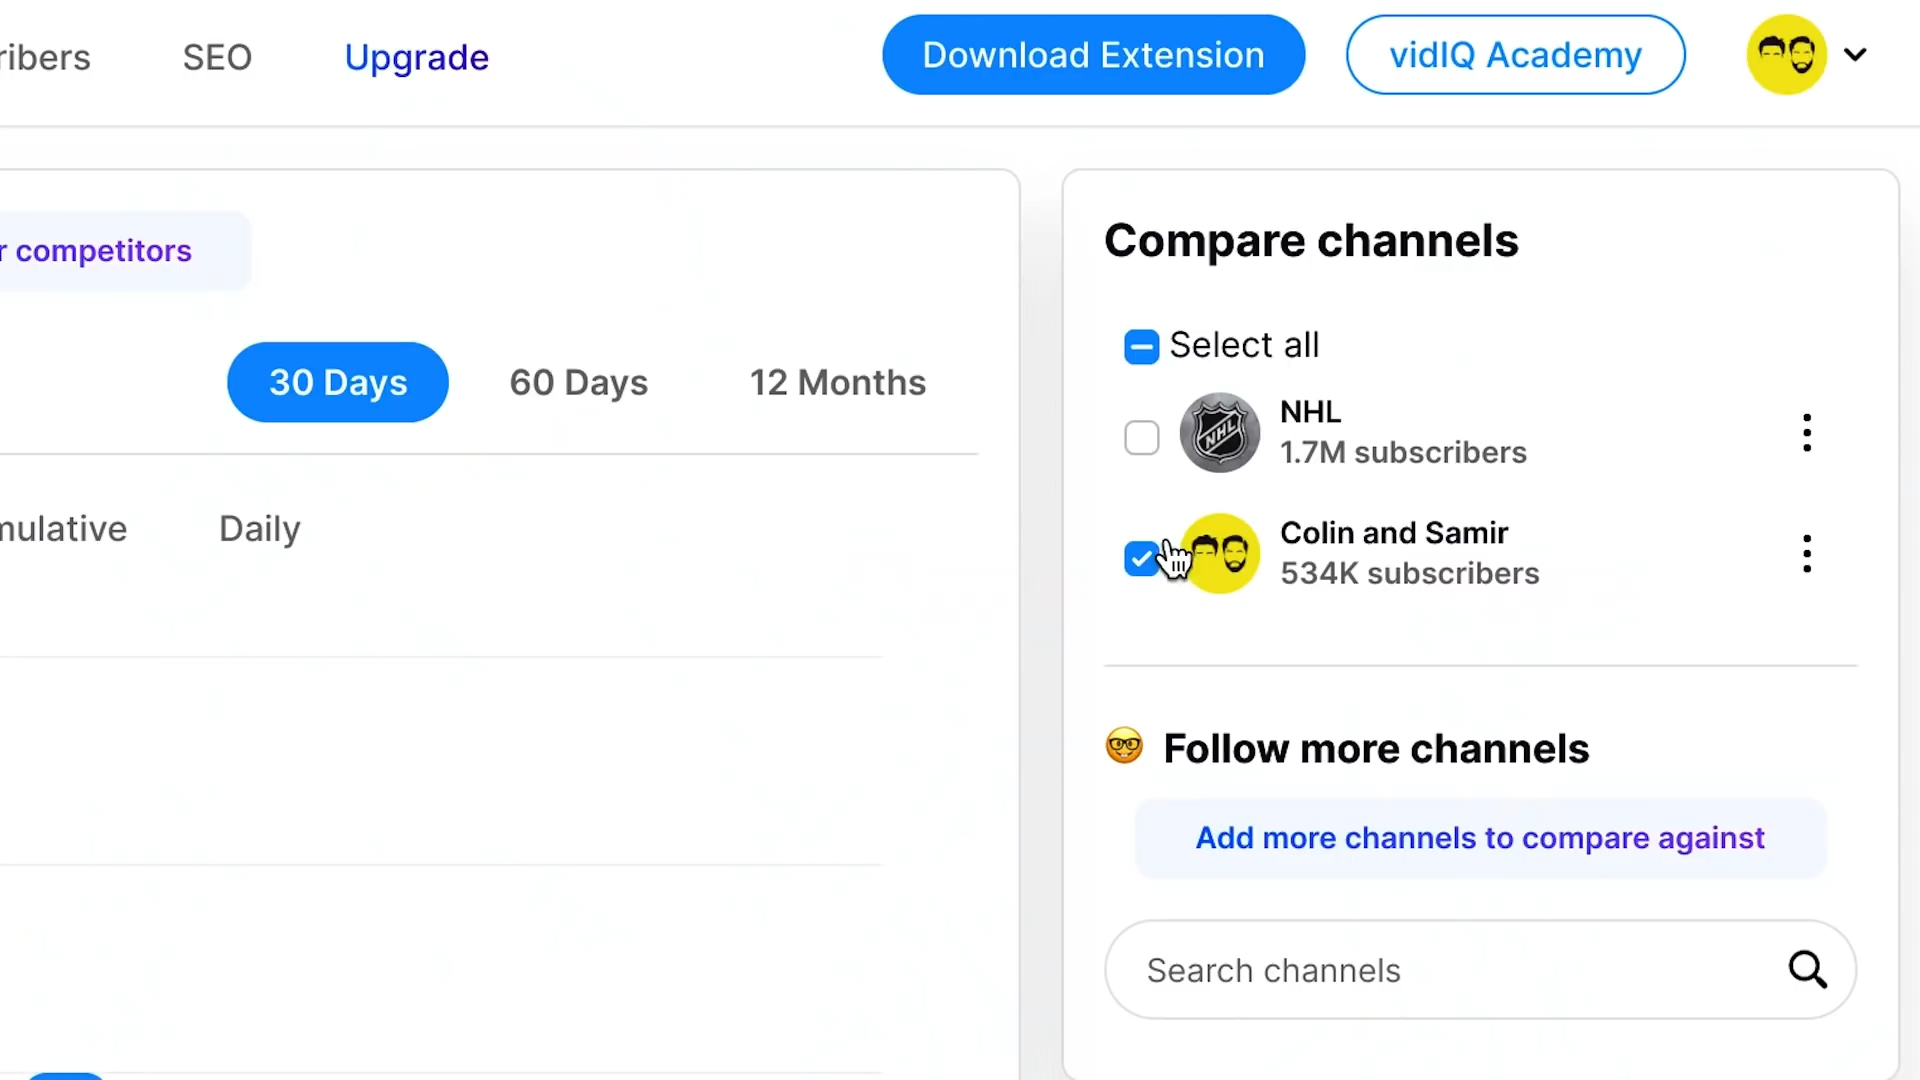 ribers
SEO
Upgrade
Download Extension
vidIQ Academy
r competitors
30 Days
60 Days
12 Months
mulative
Daily
Compare channels
Select all
NHL
NHL
1.7M subscribers
Colin and Samir
534K subscribers
Follow more channels
Add more channels to compare against
Search channels